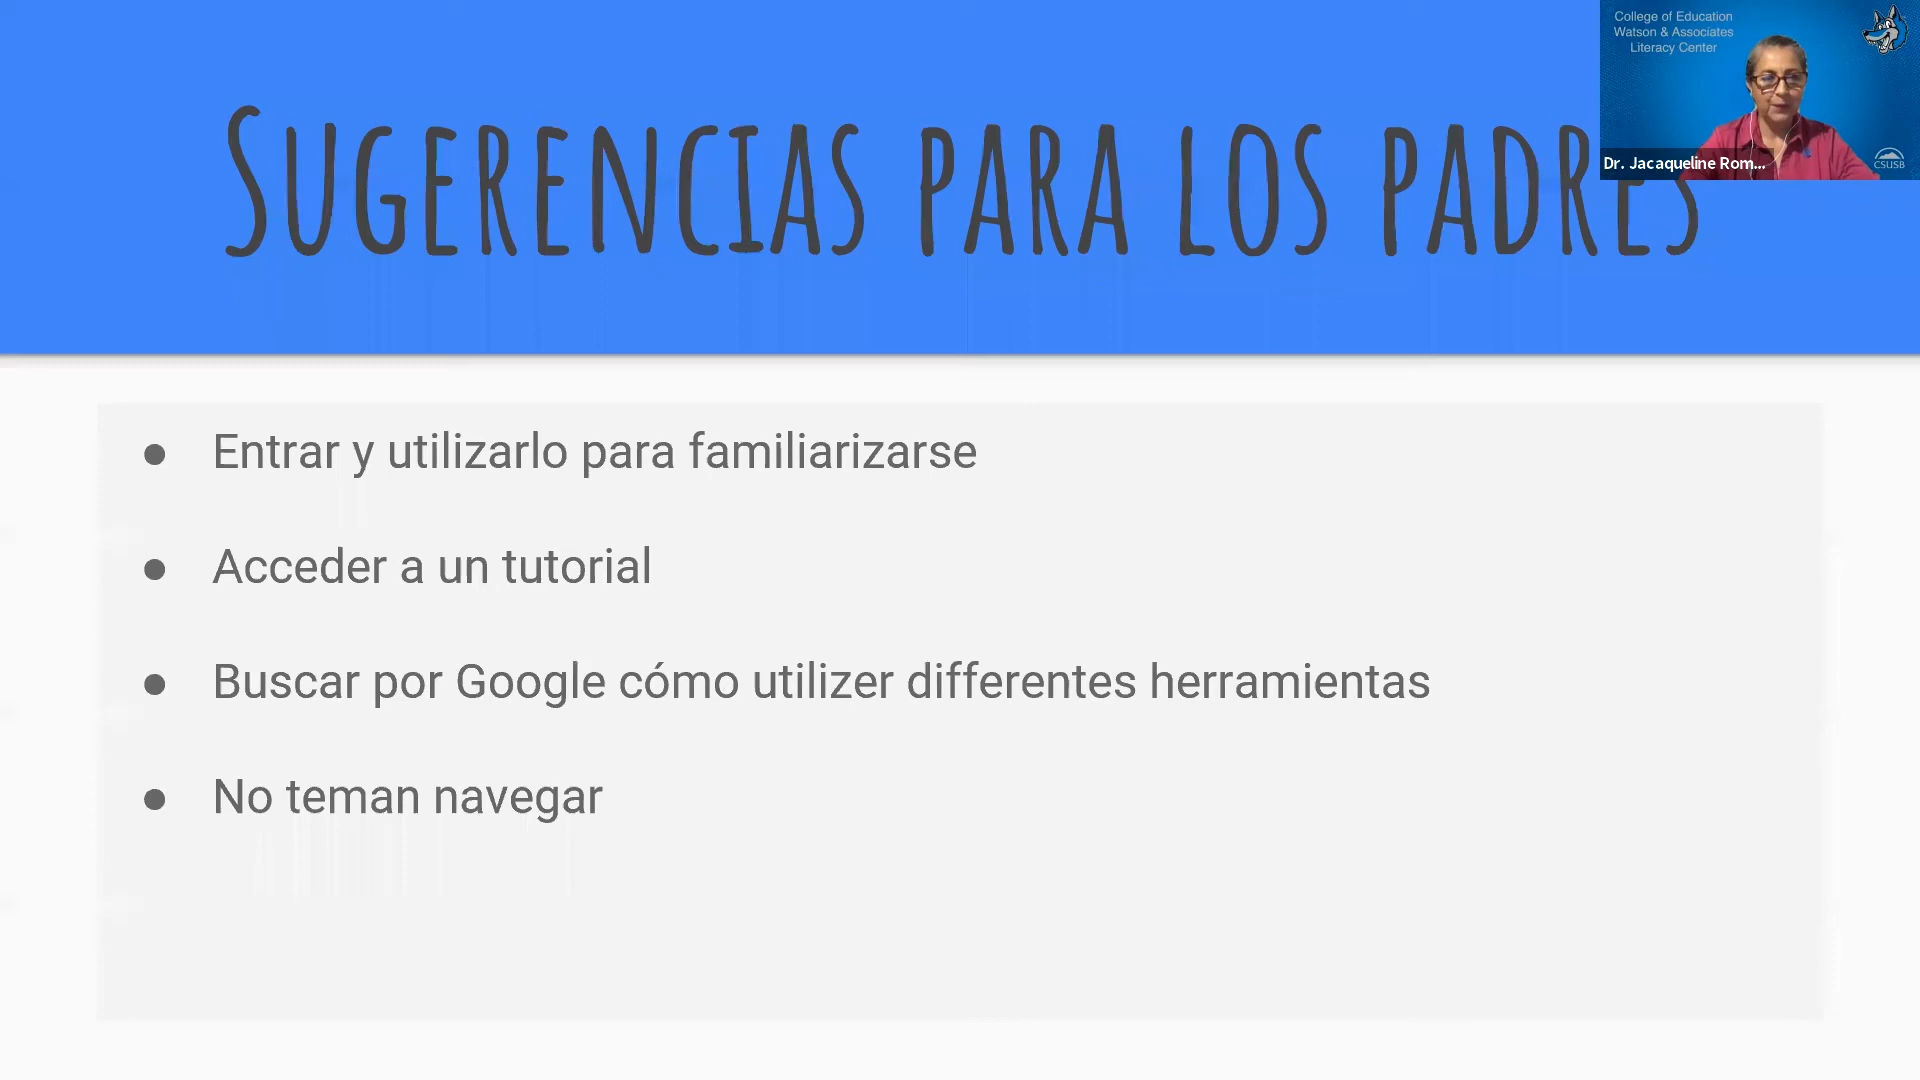 College of Education
Watson & Associates
Literacy Center
SUGERENCIAS PARA LOS PADRES
Dr. Jacaqueline Rom...
CSUSB
● Entrar y utilizarlo para familiarizarse
● Acceder a un tutorial
● Buscar por Google cómo utilizer differentes herramientas
● No teman navegar